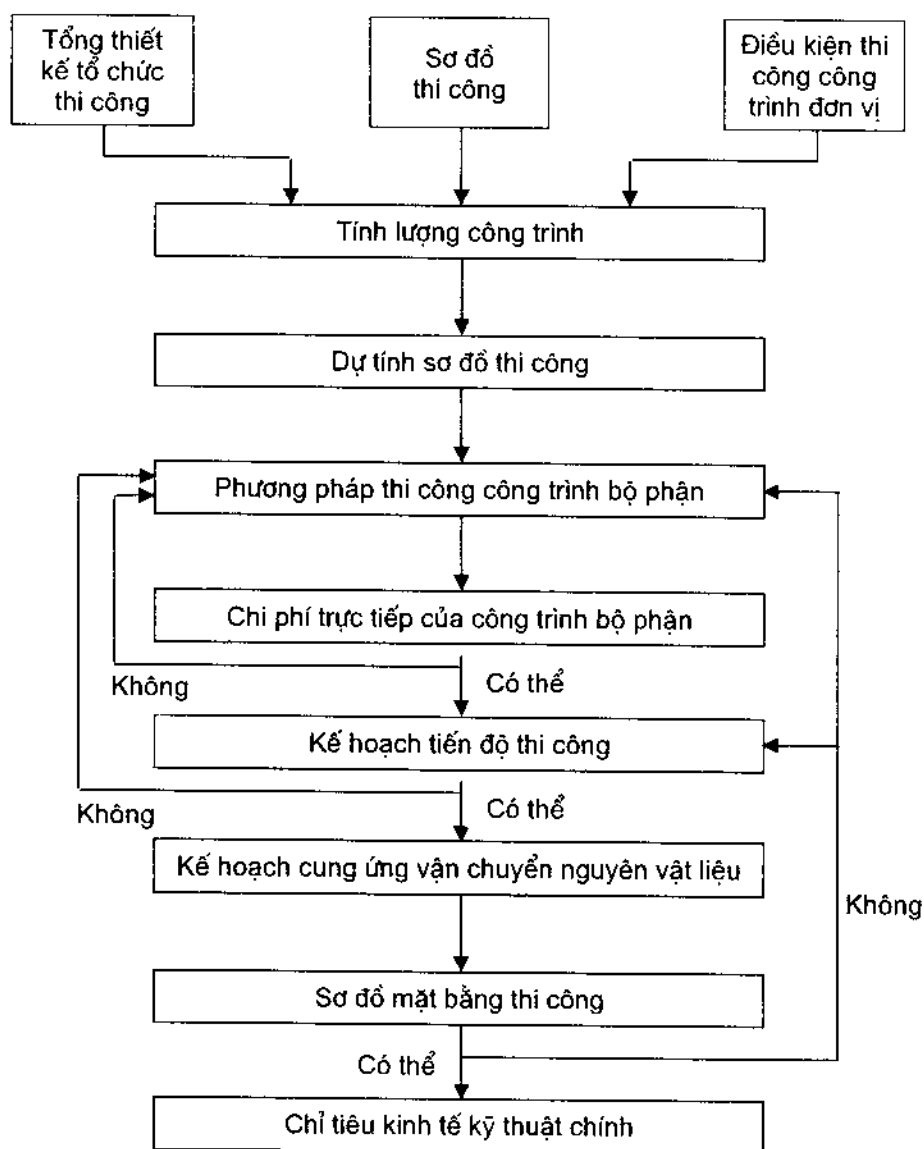 Tổng thiết
kế tổ chức
thi công
Sơ đồ
thi công
Điều kiện thi
công công
trình đơn vị
Tính lượng công trình
Dự tính sơ đồ thi công
Phương pháp thi công công trình bộ phận
Chi phí trực tiếp của công trình bộ phận
Không
Có thể
Kế hoạch tiến độ thi công
Không
Có thể
Kế hoạch cung ứng vận chuyển nguyên vật liệu
Không
Sơ đồ mặt bằng thi công
Có thể
Chỉ tiêu kinh tế kỹ thuật chính